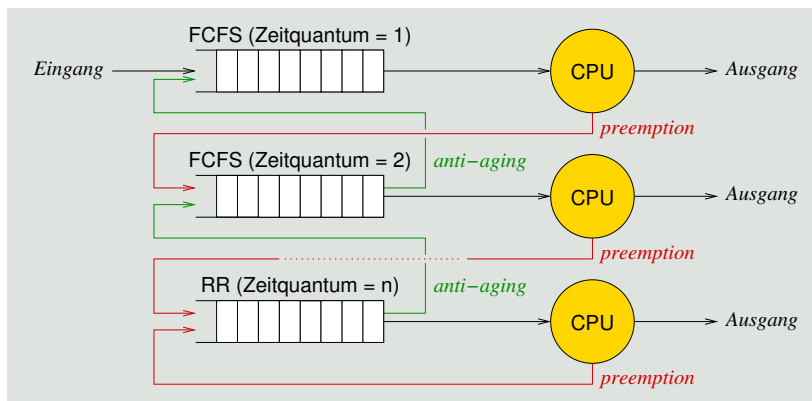 FCFS (Zeitquantum = 1)
Eingang
CPU
Ausgang
preemption
anti−aging
FCFS (Zeitquantum = 2)
CPU
Ausgang
preemption
anti−aging
RR (Zeitquantum = n)
CPU
Ausgang
preemption